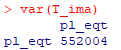 > var(T_ima)
pl_eqt
pl_eqt 552004